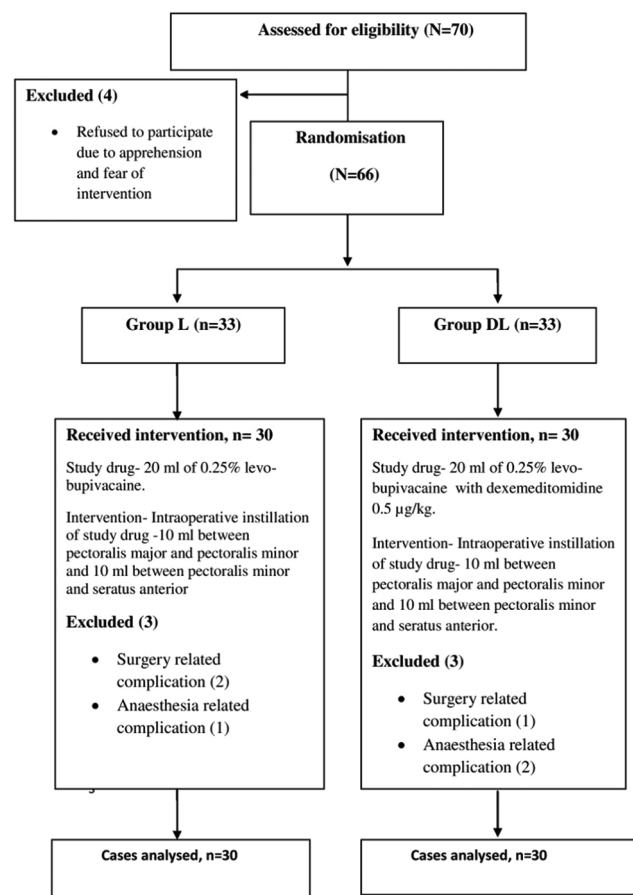 Assessed for eligibility (N=70)
Excluded (4)
• Refused to participate
due to apprehension
and fear of
intervention
Randomisation
(N=66)
Group L (n=33)
Group DL (n=33)
Received intervention, n= 30
Study drug- 20 ml of 0.25% levo-
bupivacaine.
Intervention- Intraoperative instillation
of study drug -10 ml between
pectoralis major and pectoralis minor
and 10 ml between pectoralis minor
and seratus anterior
Excluded (3)
• Surgery related
complication (2)
• Anaesthesia related
complication (1)
Received intervention, n= 30
Study drug- 20 ml of 0.25% levo-
bupivacaine with dexemeditomidine
0.5 µg/kg.
Intervention- Intraoperative instillation
of study drug- 10 ml between
pectoralis major and pectoralis minor
and 10 ml between pectoralis minor
and seratus anterior.
Excluded (3)
• Surgery related
complication (1)
• Anaesthesia related
complication (2)
Cases analysed, n=30
Cases analysed, n=30